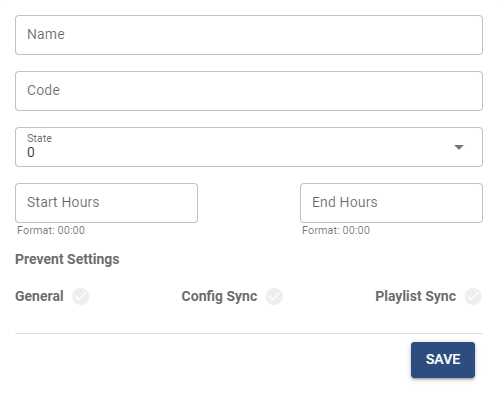 Name
Code
State
0
Start Hours
End Hours
Format: 00:00
Format: 00:00
Prevent Settings
General
Config Sync
Playlist Sync
SAVE